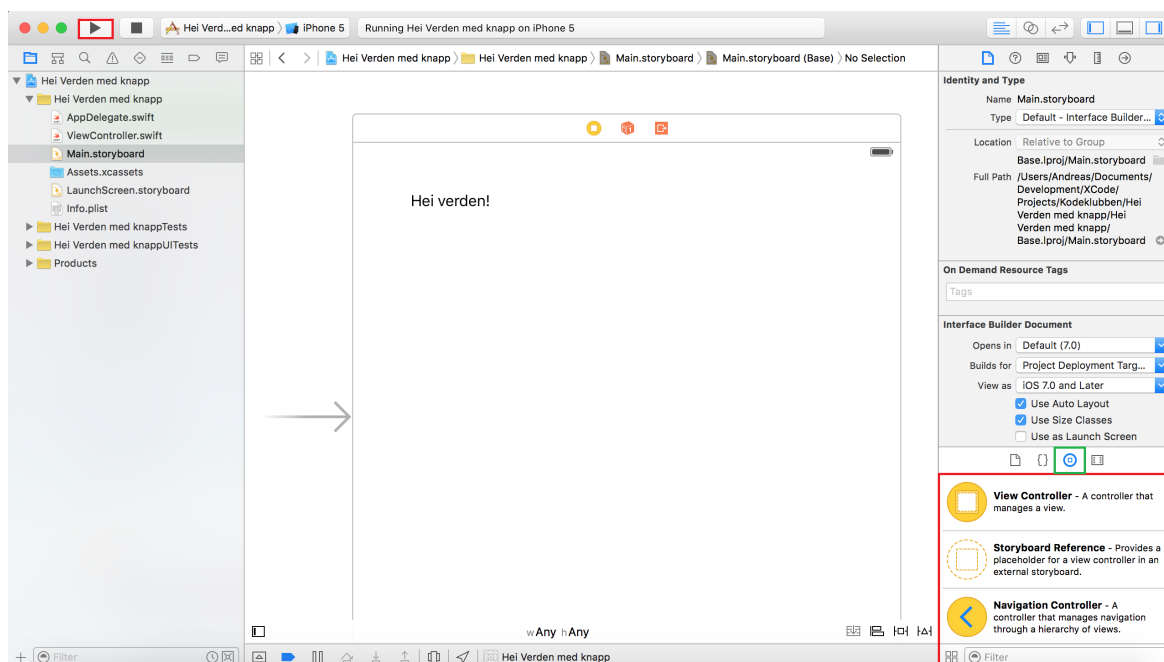 Hei Verd...ed knapp
iPhone 5
Running Hei Verden med knapp on iPhone 5
Hei Verden med knapp
Hei Verden med knapp
Main.storyboard
Main.storyboard (Base)
No Selection
Hei Verden med knapp
Hei Verden med knapp
AppDelegate.swift
ViewController.swift
Main.storyboard
Assets.xcassets
LaunchScreen.storyboard
Info.plist
Hei Verden med knappTests
Hei Verden med knappUITests
Products
Filter
Hei verden!
wAny hAny
Hei Verden med knapp
Identity and Type
Name Main.storyboard
Type Default - Interface Builder...
Location Relative to Group
Base.lproj/Main.storyboard
Full Path /Users/Andreas/Documents/
Development/XCode/
Projects/Kodeklubben/Hei
Verden med knapp/Hei
Verden med knapp/
Base.lproj/Main.storyboard
On Demand Resource Tags
Tags
Interface Builder Document
Opens in Default (7.0)
Builds for Project Deployment Targ...
View as iOS 7.0 and Later
Use Auto Layout
Use Size Classes
Use as Launch Screen
View Controller - A controller that
manages a view.
Storyboard Reference - Provides a
placeholder for a view controller in an
external storyboard.
Navigation Controller - A
controller that manages navigation
through a hierarchy of views.
Filter